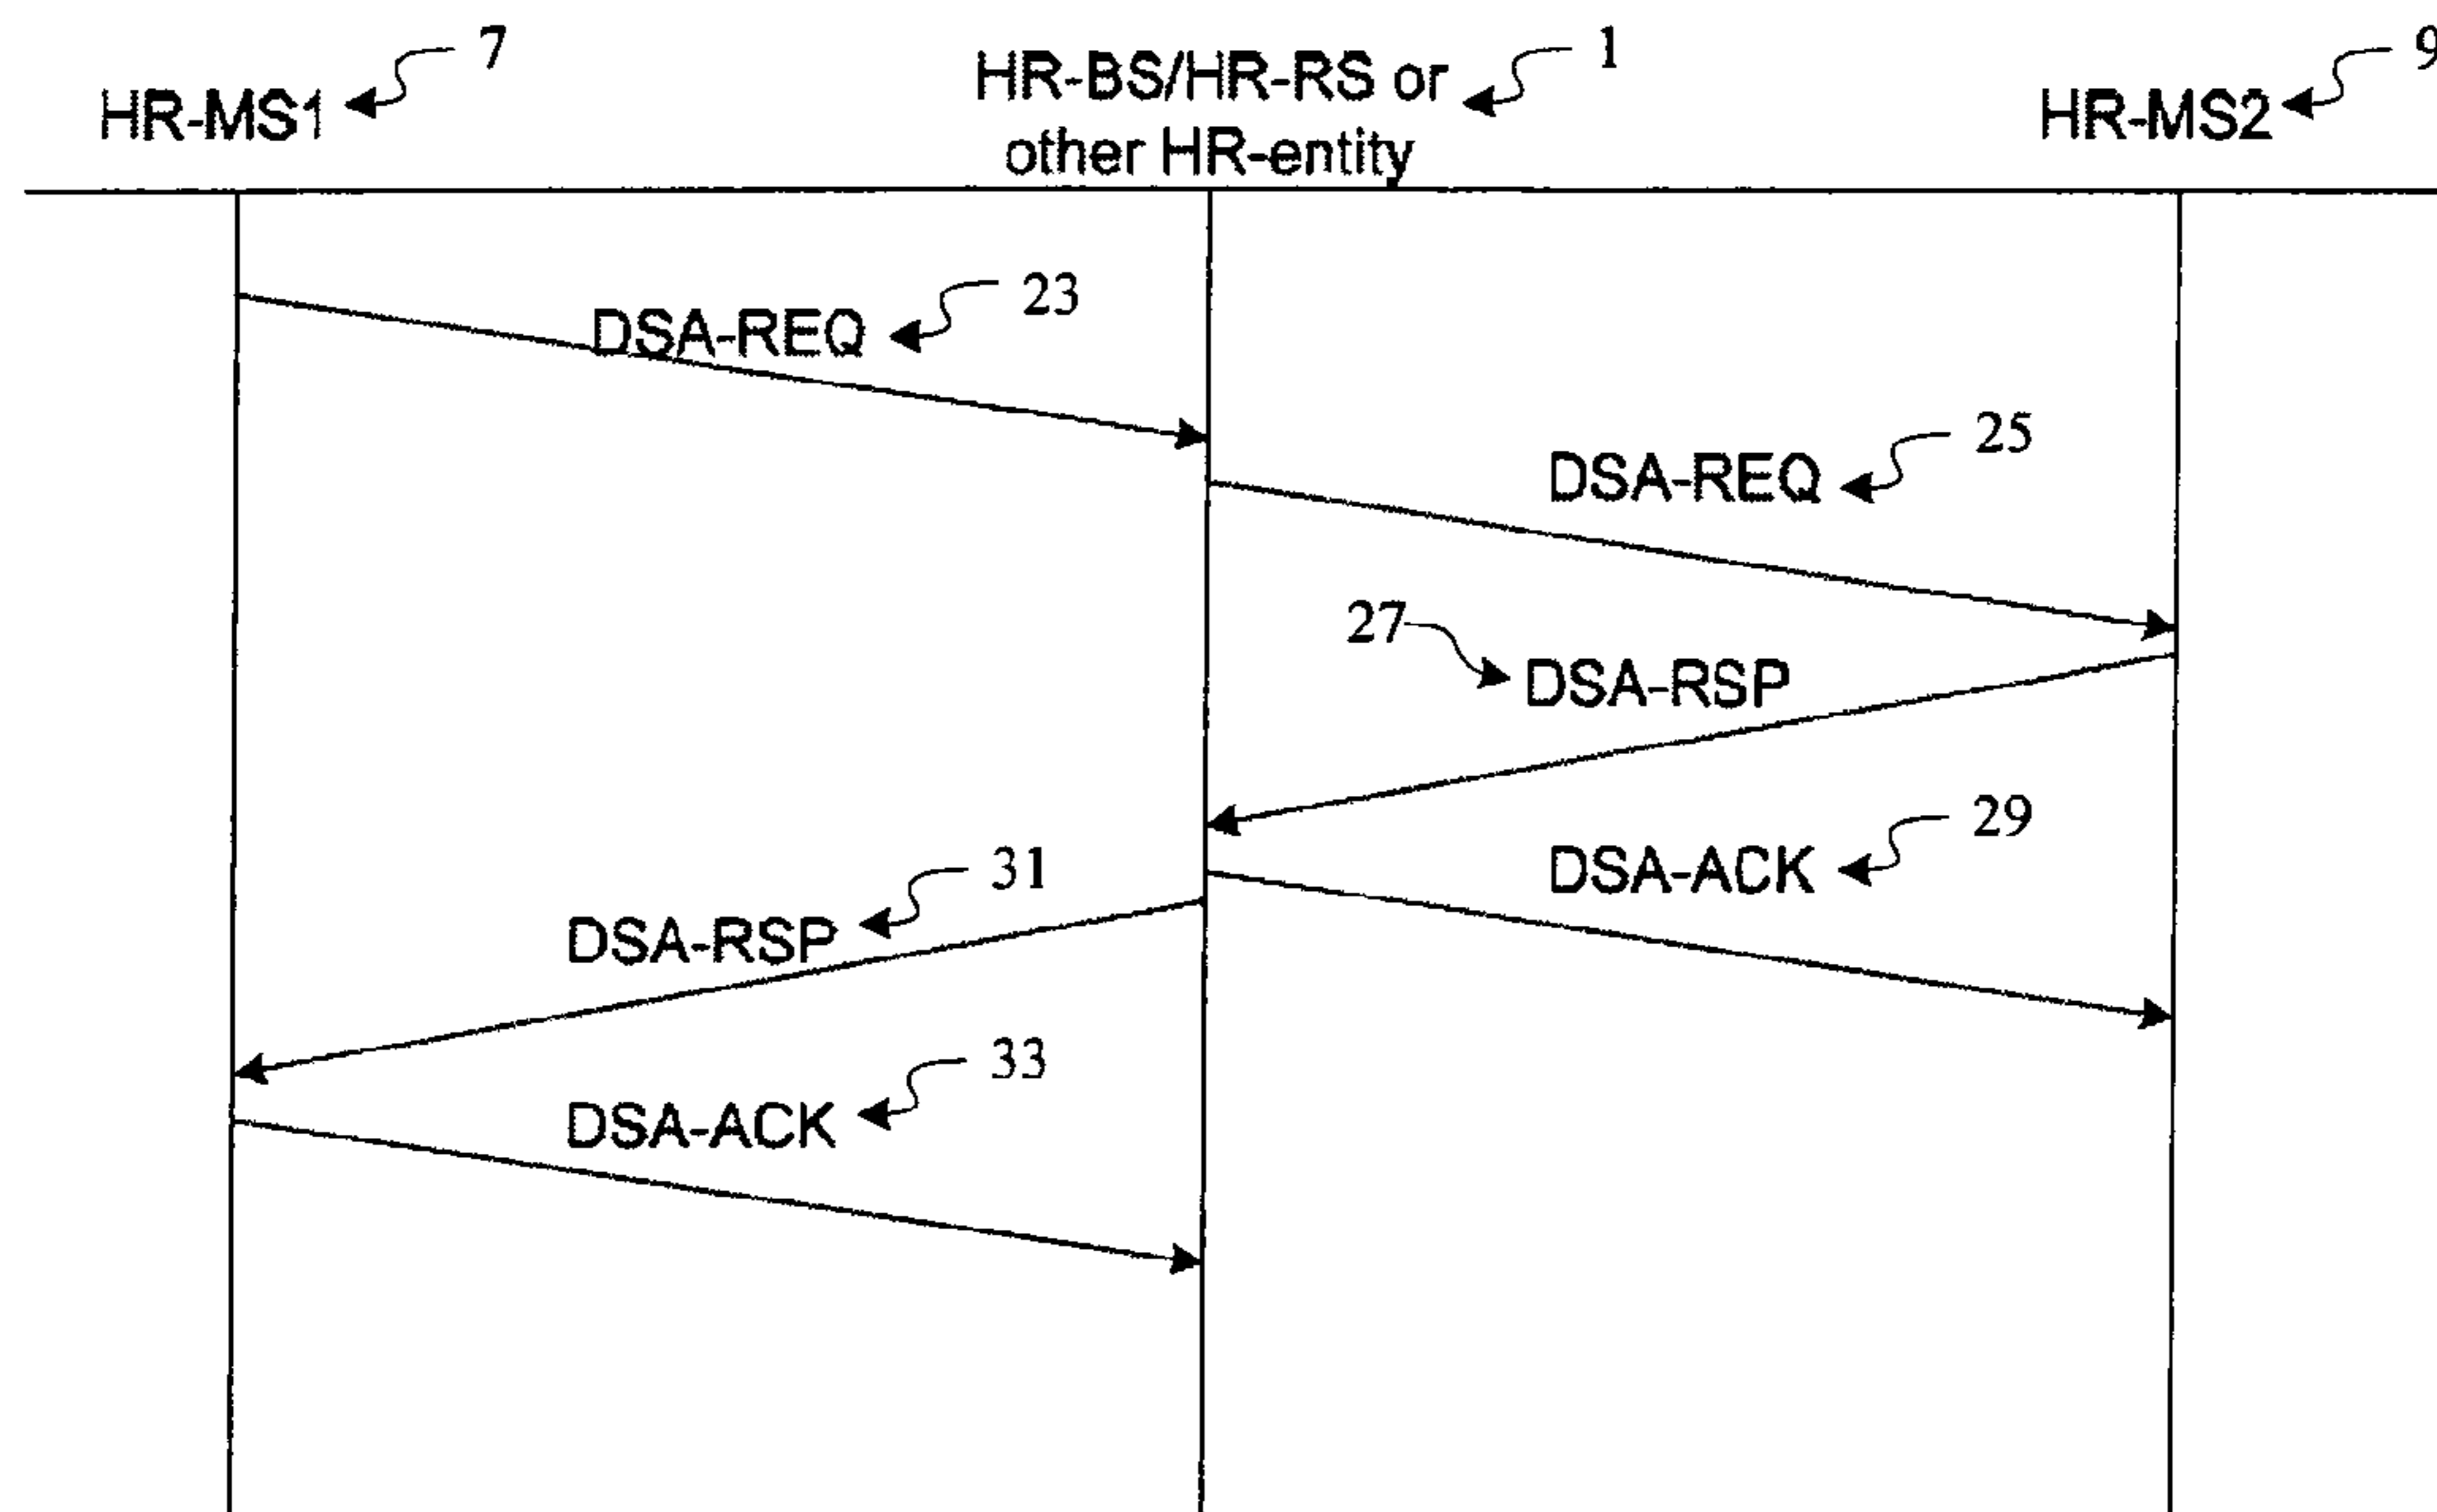 7
HR-MS1
HR-BS/HR-RS or
other HR-entity
1
HR-MS2
9
DSA-REQ
23
DSA-REQ
25
27
DSA-RSP
DSA-ACK
29
DSA-RSP
31
DSA-ACK
33